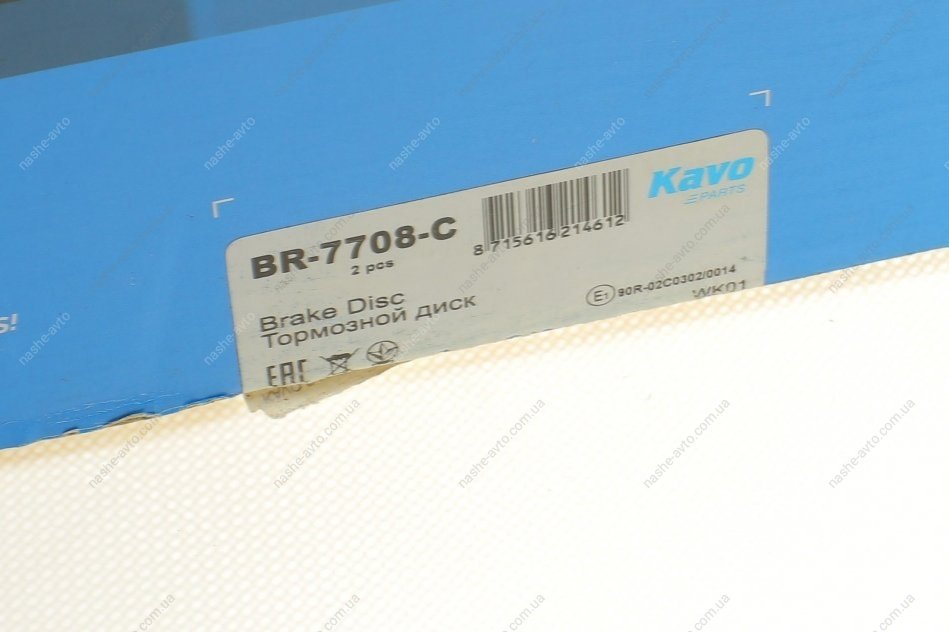 Kavo
PARTS
BR-7708-C
2 pcs
8 715616 214612
Brake Disc
Тормозной диск
E1 90R-02C0302/0014
WK01
EAC
s!
nashe-avto
nashe-avto.com.ua